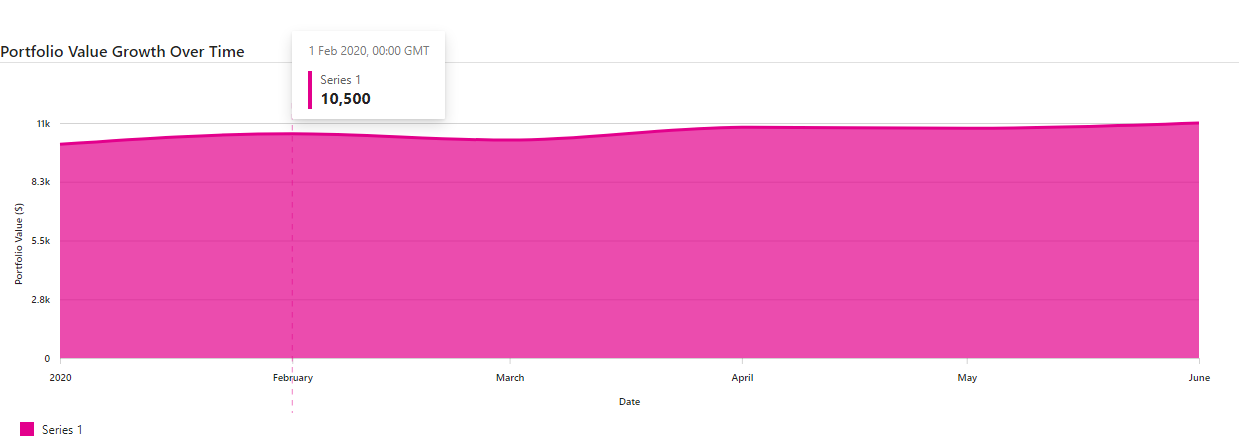 Portfolio Value Growth Over Time
1 Feb 2020, 00:00 GMT
Series 1
10,500
11k
8.3k
5.5k
2.8k
0
Portfolio Value ($)
2020
February
March
April
May
June
Date
Series 1